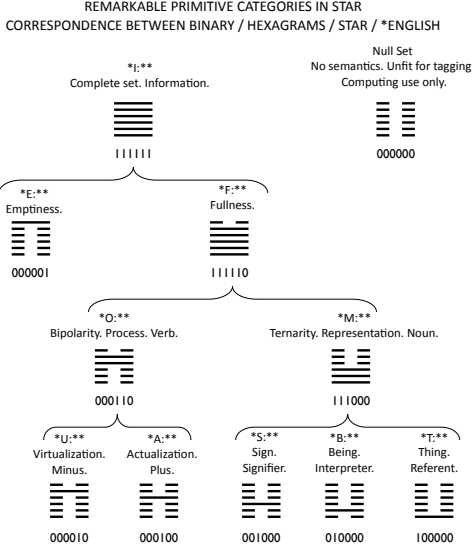 REMARKABLE PRIMITIVE CATEGORIES IN STAR
CORRESPONDENCE BETWEEN BINARY / HEXAGRAMS / STAR / *ENGLISH
*I:**
Complete set. Information.
111111
Null Set
No semantics. Unfit for tagging
Computing use only.
000000
*E:**
Emptiness.
000001
*F:**
Fullness.
111110
*O:**
Bipolarity. Process. Verb.
000110
*M:**
Ternarity. Representation. Noun.
111000
*U:**
Virtualization.
Minus.
000010
*A:**
Actualization.
Plus.
000100
*S:**
Sign.
Signifier.
001000
*B:**
Being.
Interpreter.
010000
*T:**
Thing.
Referent.
100000